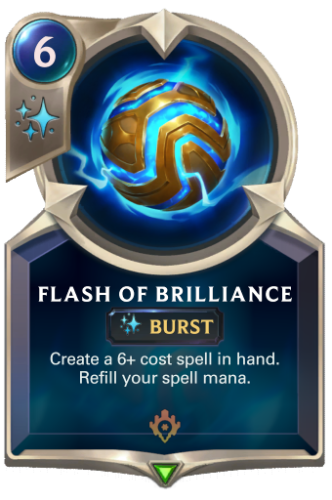 6
FLASH OF BRILLIANCE
BURST
Create a 6+ cost spell in hand.
Refill your spell mana.